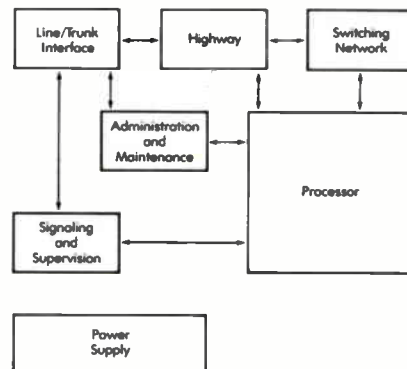 Line/Trunk
Interface
Highway
Switching
Network
Administration
and
Maintenance
Processor
Signaling
and
Supervision
Power
Supply